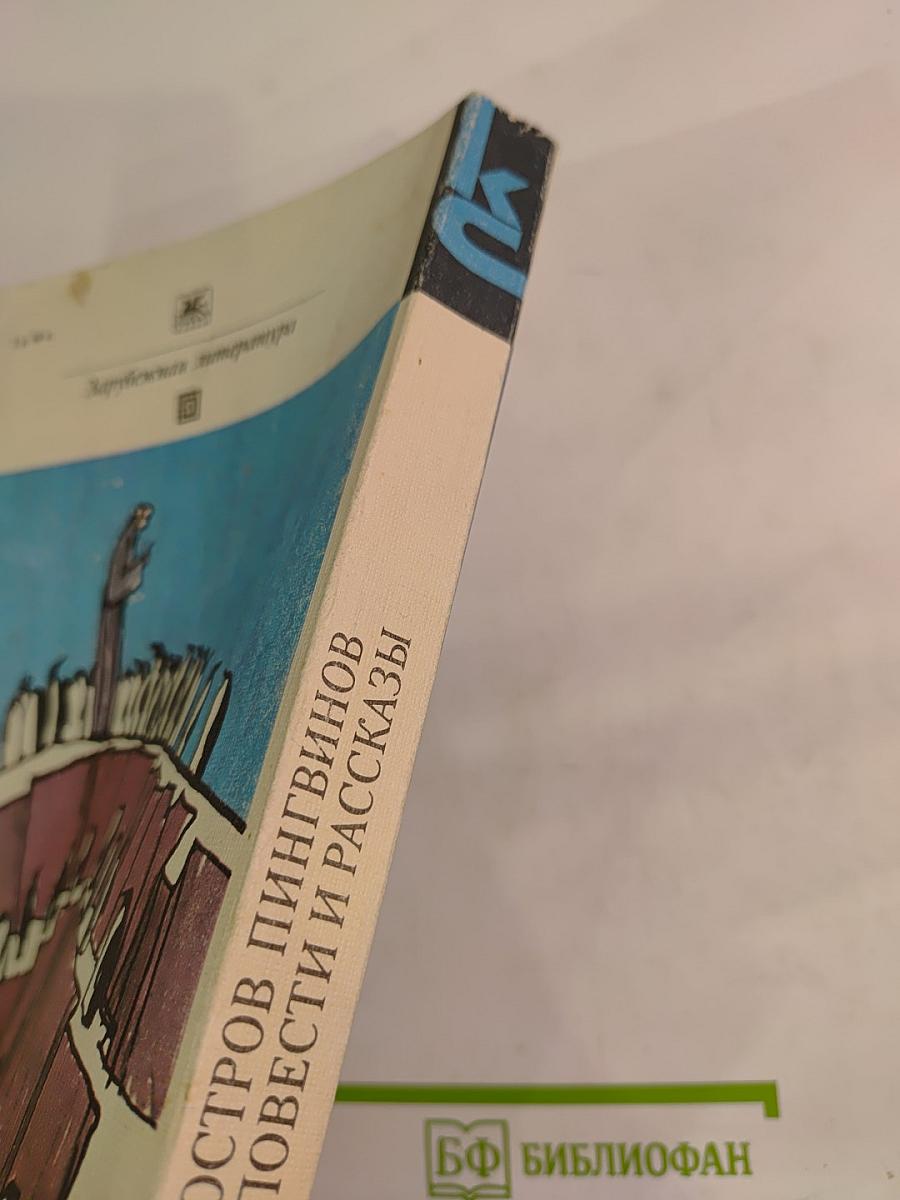 Зарубежная литература
ОСТРОВ ПИНГВИНОВ
ПОВЕСТИ И РАССКАЗЫ
БФ БИБЛИОФАН